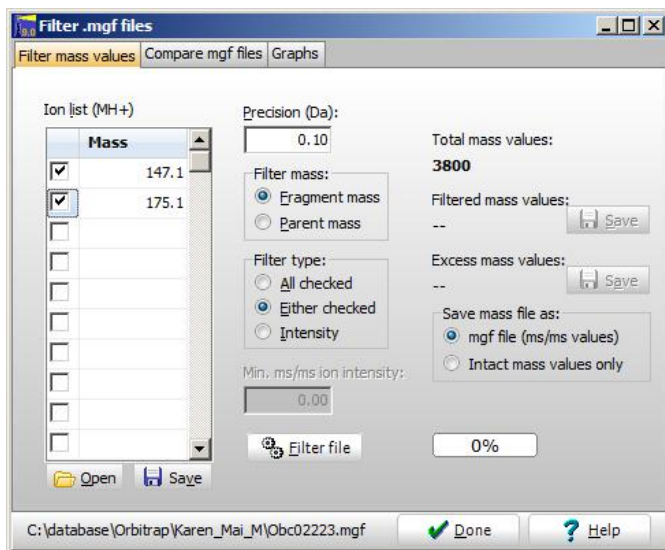 9.0 Filter .mgf files
Filter mass values Compare mgf files Graphs
Ion list (MH+)
Mass
147.1
175.1
Open Save
Precision (Da):
0.10
Filter mass:
Fragment mass
Parent mass
Filter type:
All checked
Either checked
Intensity
Min. ms/ms ion intensity:
0.00
Filter file
Total mass values:
3800
Filtered mass values:
-- Save
Excess mass values:
-- Save
Save mass file as:
mgf file (ms/ms values)
Intact mass values only
0%
C:\database\Orbitrap\Karen_Mai_M\Obc02223.mgf Done Help